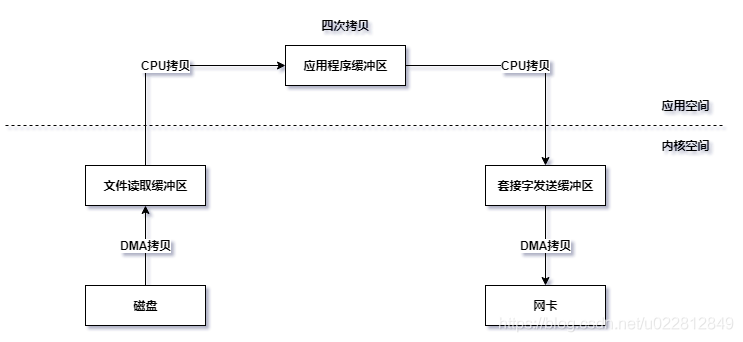 四次拷贝
CPU拷贝
应用程序缓冲区
CPU拷贝
应用空间
内核空间
文件读取缓冲区
套接字发送缓冲区
DMA拷贝
DMA拷贝
磁盘
网卡
https://blog.csdn.net/u022812849